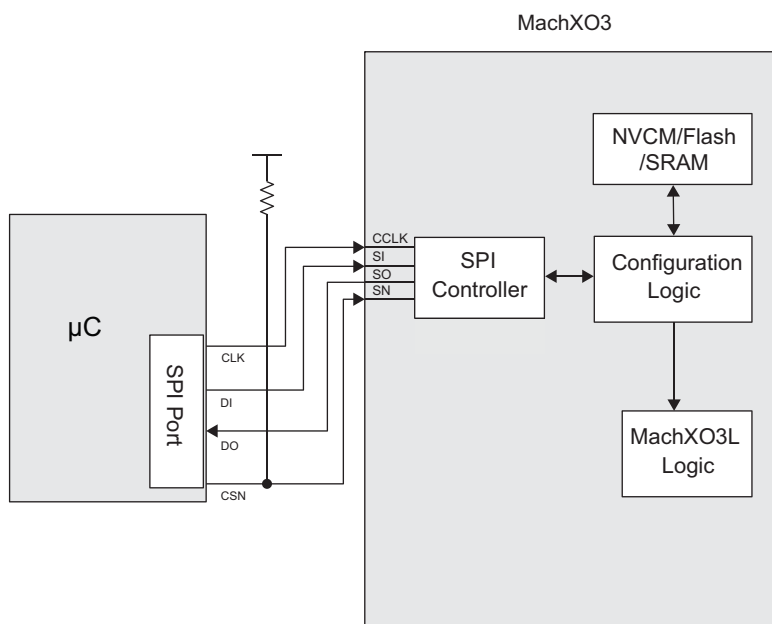 MachXO3
NVCM/Flash
/SRAM
CCLK
SI
SO
SN
SPI
Controller
Configuration
Logic
µC
SPI Port
CLK
DI
DO
CSN
MachXO3L
Logic